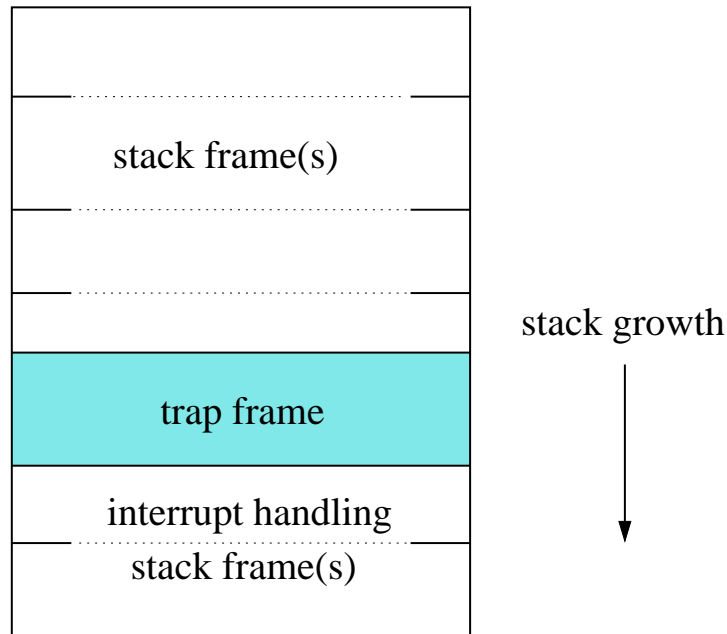 stack frame(s)
stack growth
trap frame
interrupt handling
stack frame(s)